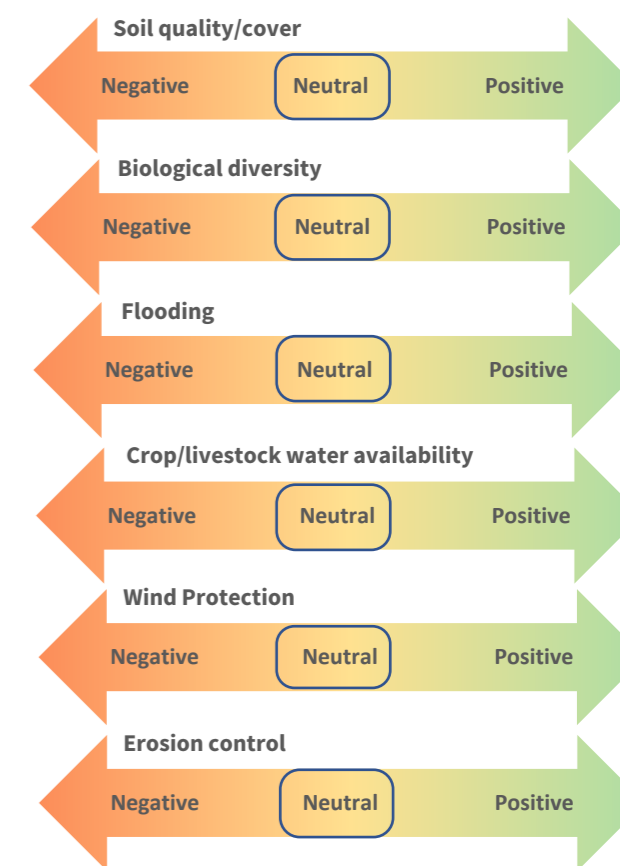 Soil quality/cover
Negative Neutral Positive
Biological diversity
Negative Neutral Positive
Flooding
Negative Neutral Positive
Crop/livestock water availability
Negative Neutral Positive
Wind Protection
Negative Neutral Positive
Erosion control
Negative Neutral Positive